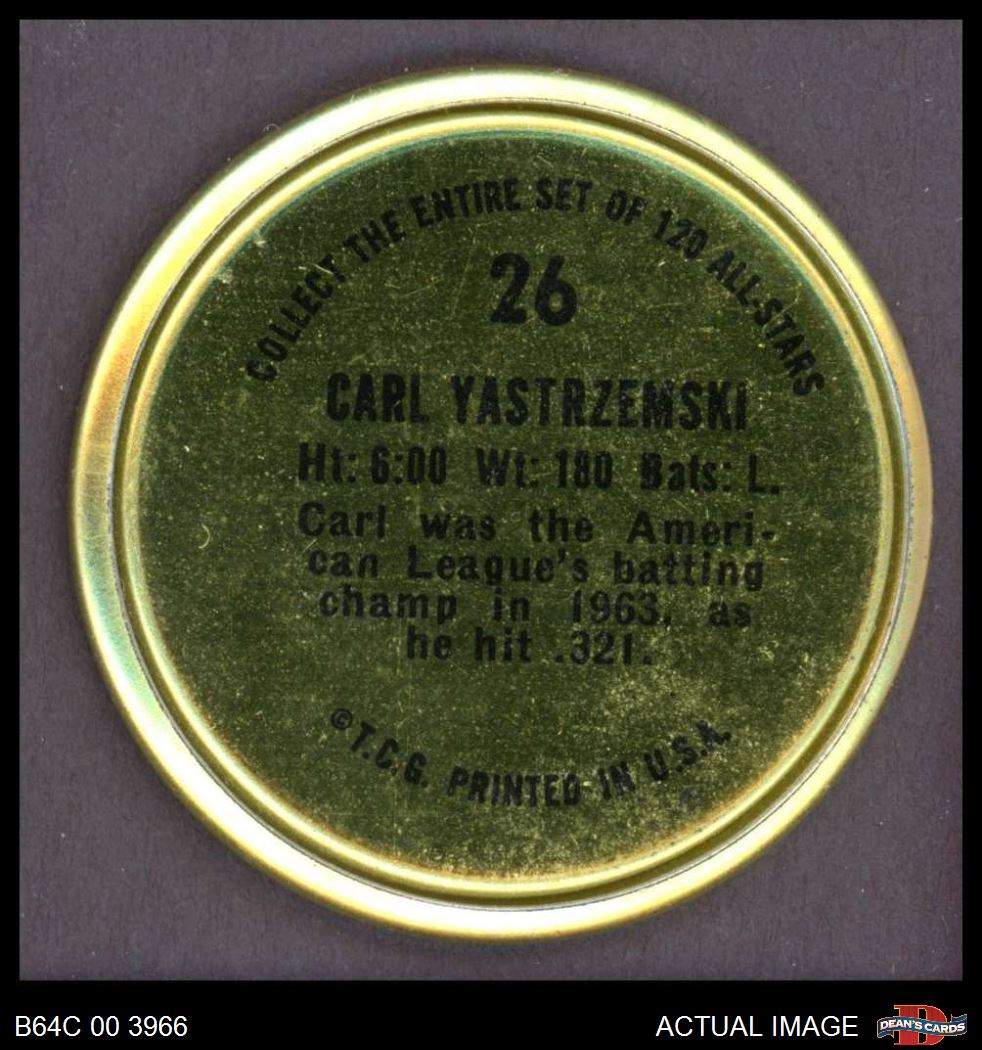 COLLECT THE ENTIRE SET OF 120 ALL-STARS
26
CARL YASTRZEMSKI
Ht: 6:00 Wt: 180 Bats: L.
Carl was the Ameri-
can League's batting
champ in 1963, as
he hit .321.
© T.C.G. PRINTED IN U.S.A.
B64C 00 3966
ACTUAL IMAGE
DEAN'S CARDS